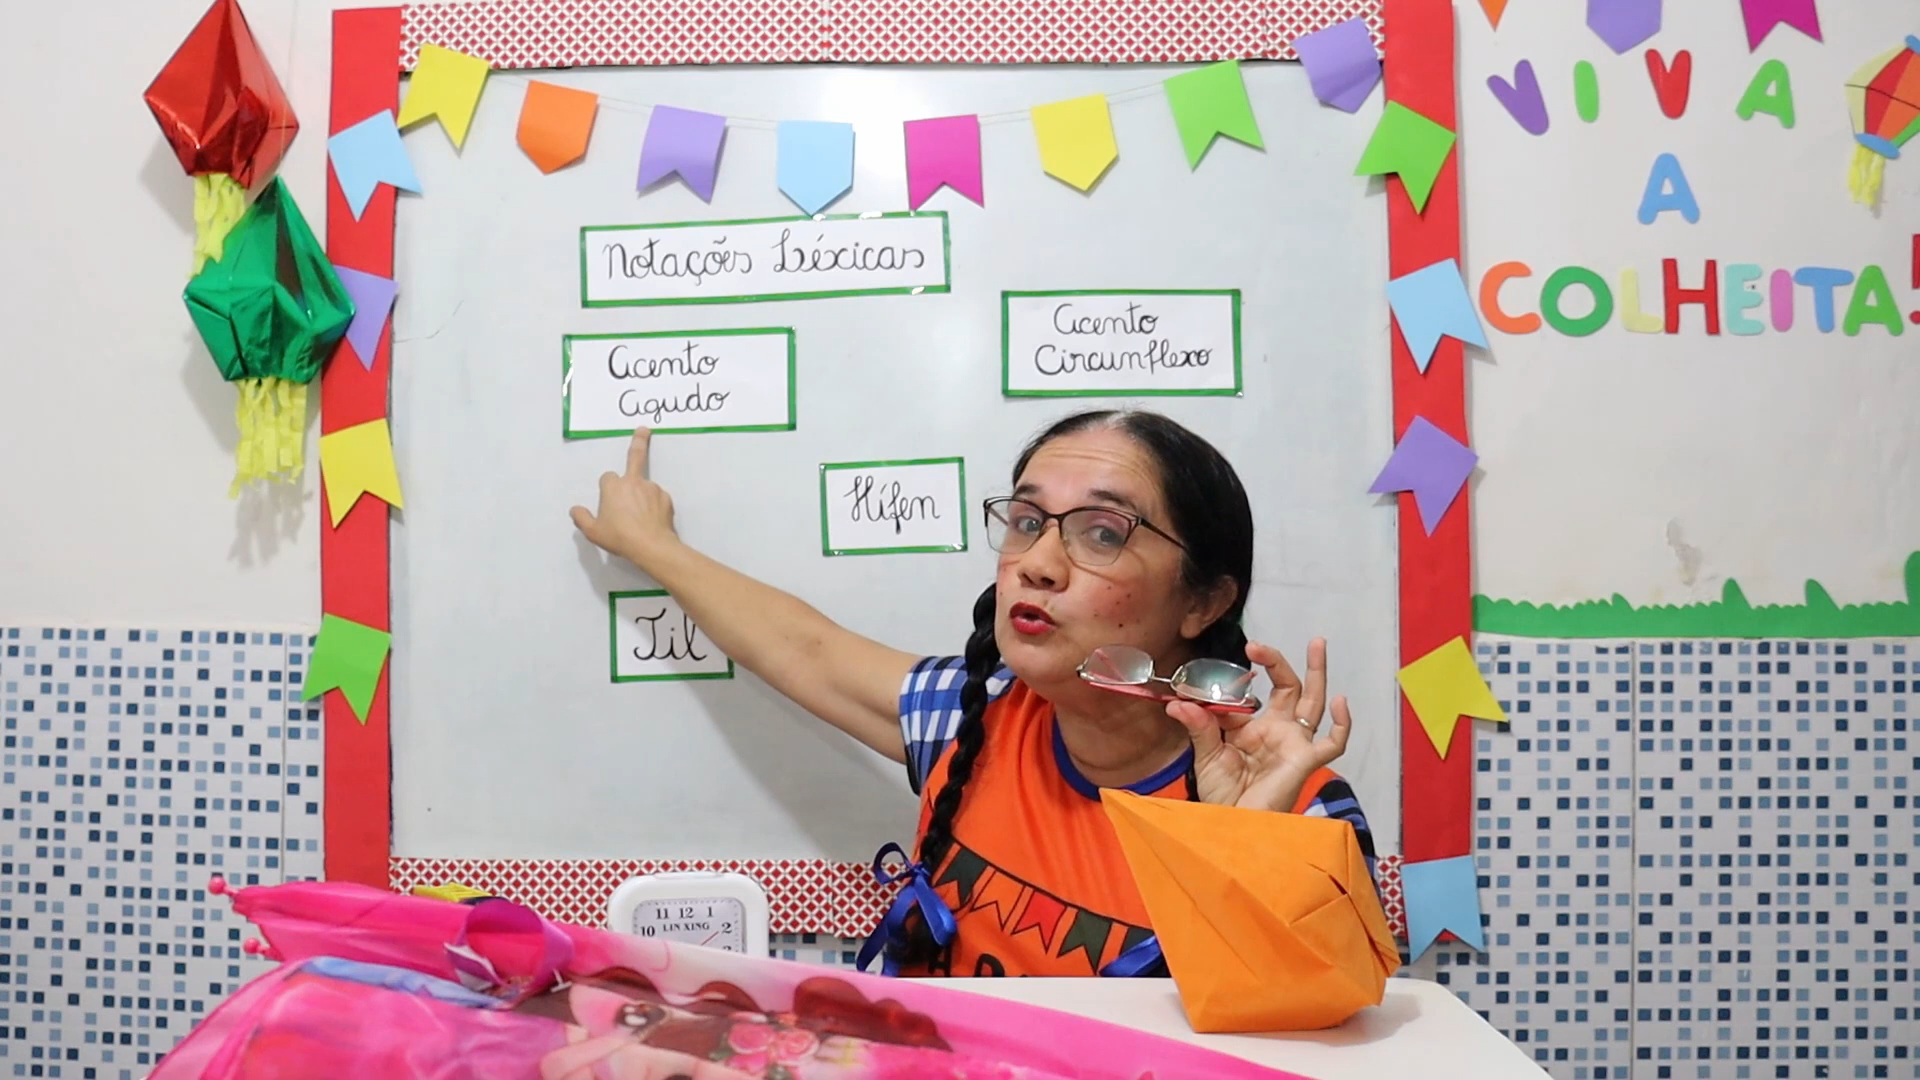 Notações Léxicas
Acento
Agudo
Acento
Circunflexo
Hífen
Til
VIVA
A
COLHEITA!
11 12 1
10 LIN XING 2